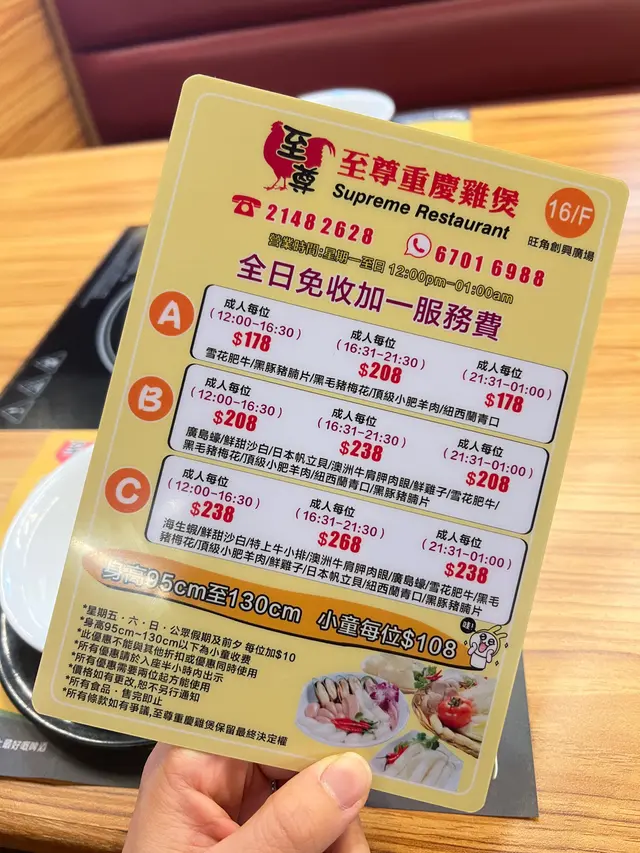 至尊
至尊重慶雞煲
Supreme Restaurant
16/F
旺角創興廣場
21482628
6701 6988
營業時間:星期一至日 12:00pm-01:00am
全日免收加一服務費
A
成人每位
(12:00-16:30)
$178
成人每位
(16:31-21:30)
$208
成人每位
(21:31-01:00)
$178
雪花肥牛/黑豚豬腩片/黑毛豬梅花/頂級小肥羊肉/紐西蘭青口
B
成人每位
(12:00-16:30)
$208
成人每位
(16:31-21:30)
$238
成人每位
(21:31-01:00)
$208
廣島蠔/鮮甜沙白/日本帆立貝/澳洲牛肩胛肉眼/鮮雞子/雪花肥牛/
黑毛豬梅花/頂級小肥羊肉/紐西蘭青口/黑豚豬腩片
C
成人每位
(12:00-16:30)
$238
成人每位
(16:31-21:30)
$268
成人每位
(21:31-01:00)
$238
海生蝦/鮮甜沙白/特上牛小排/澳洲牛肩胛肉眼/廣島蠔/雪花肥牛/黑毛
豬梅花/頂級小肥羊肉/鮮雞子/日本帆立貝/紐西蘭青口/黑豚豬腩片
身高95cm至130cm 小童每位$108
*星期五．六．日．公眾假期及前夕 每位加$10
*身高95cm~130cm以下為小童收費
*此優惠不能與其他折扣或優惠同時使用
*所有優惠請於入座半小時內出示
*所有優惠需要兩位起方能使用
*價格如有更改,恕不另行通知
*所有食品．售完即止
*所有條款如有爭議,至尊重慶雞煲保留最終決定權